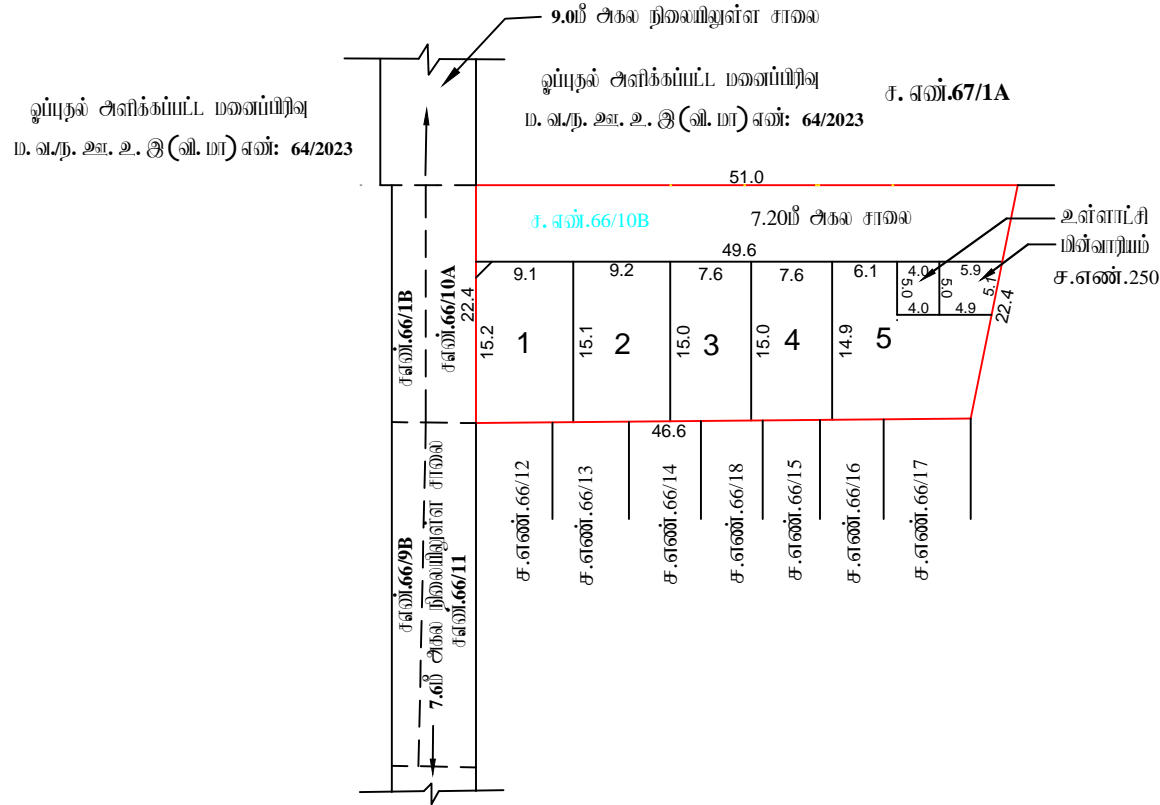 9.0மீ அகல நிலையிலுள்ள சாலை
ஒப்புதல் அளிக்கப்பட்ட மனைப்பிரிவு
ம. வ./ந. ஊ. உ. இ (வி. மா) எண்: 64/2023
ஒப்புதல் அளிக்கப்பட்ட மனைப்பிரிவு
ம. வ./ந. ஊ. உ. இ (வி. மா) எண்: 64/2023
ச. எண்.67/1A
51.0
ச. எண்.66/10B
7.20மீ அகல சாலை
உள்ளாட்சி
மின்வாரியம்
ச.எண்.250
49.6
9.1
9.2
7.6
7.6
6.1
4.0
5.9
5.0
5.0
5.1
4.0
4.9
22.4
22.4
ச.எண்.66/1B
ச.எண்.66/10A
15.2
1
15.1
2
15.0
3
15.0
4
14.9
5
46.6
ச.எண்.66/12
ச.எண்.66/13
ச.எண்.66/14
ச.எண்.66/18
ச.எண்.66/15
ச.எண்.66/16
ச.எண்.66/17
ச.எண்.66/9B
7.6மீ அகல நிலையிலுள்ள சாலை
ச.எண்.66/11